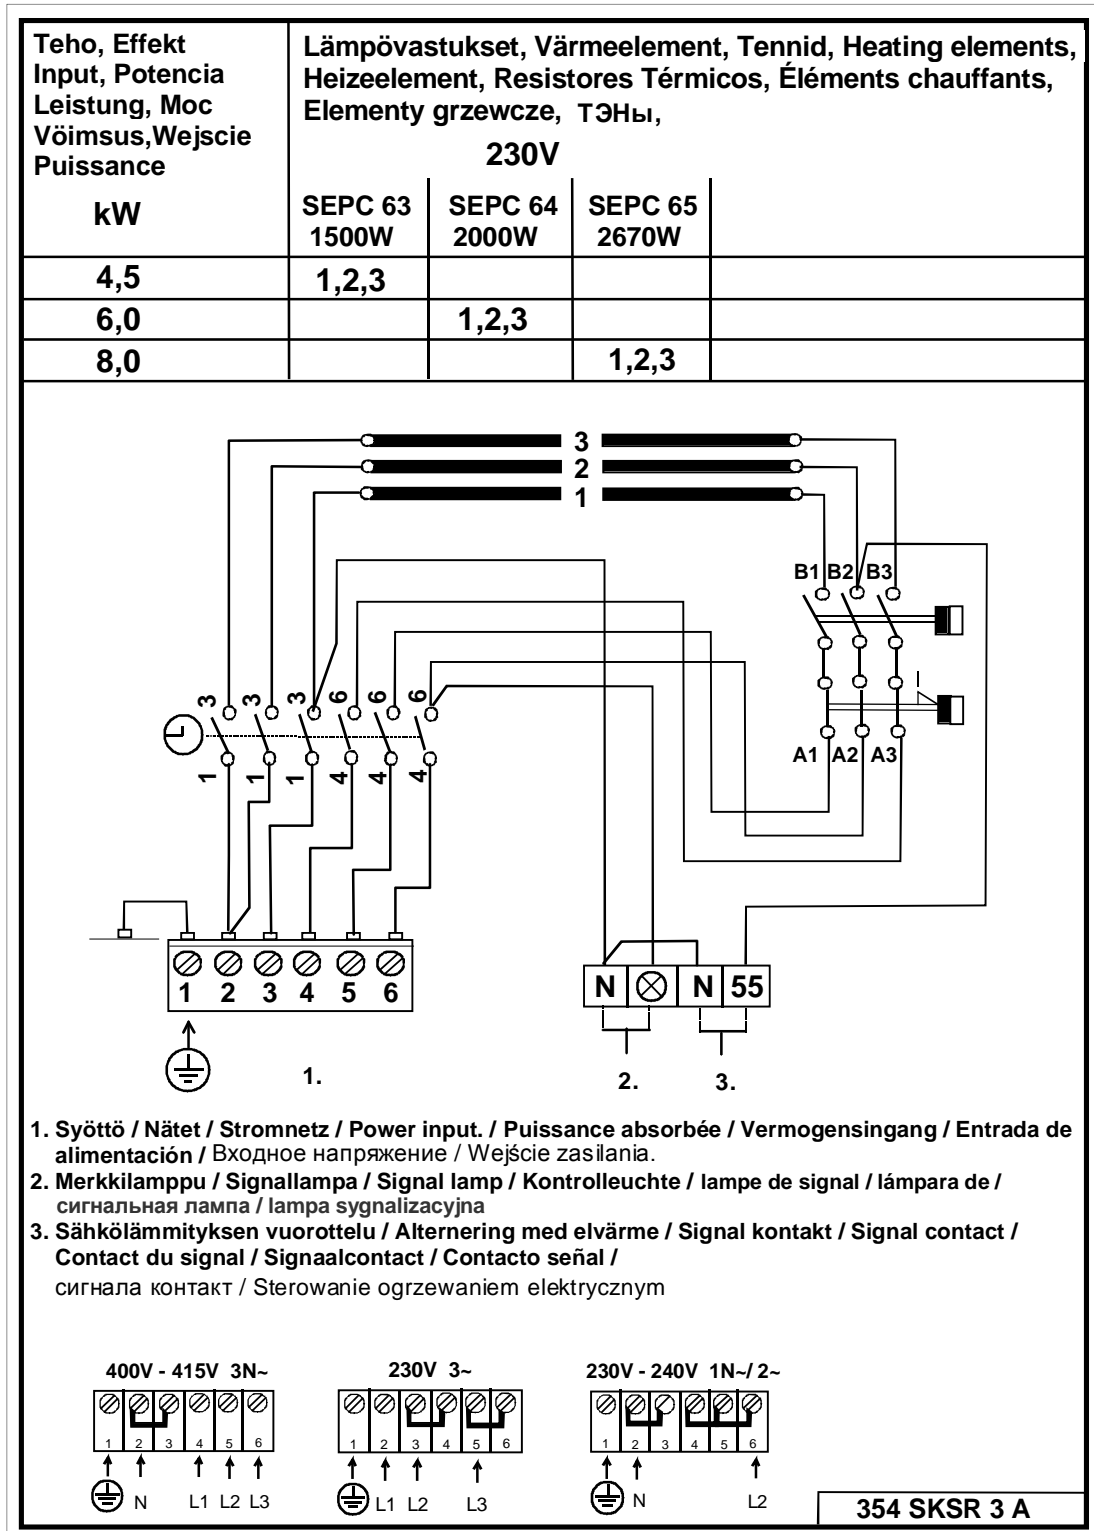 Teho, Effekt
Input, Potencia
Leistung, Moc
Vöimsus,Wejscie
Puissance
kW
Lämpövastukset, Värmeelement, Tennid, Heating elements,
Heizeelement, Resistores Térmicos, Éléments chauffants,
Elementy grzewcze, ТЭНы,
230V
SEPC 63
1500W
SEPC 64
2000W
SEPC 65
2670W
4,5 1,2,3
6,0 1,2,3
8,0 1,2,3
3
2
1
B1 B2 B3
3 3 3 6 6 6
1 1 1 4 4 4
A1 A2 A3
1 2 3 4 5 6
N N 55
1. 2. 3.
1. Syöttö / Nätet / Stromnetz / Power input. / Puissance absorbée / Vermogensingang / Entrada de
alimentación / Входное напряжение / Wejście zasilania.
2. Merkkilamppu / Signallampa / Signal lamp / Kontrolleuchte / lampe de signal / lámpara de /
сигнальная лампа / lampa sygnalizacyjna
3. Sähkölämmityksen vuorottelu / Alternering med elvärme / Signal kontakt / Signal contact /
Contact du signal / Signaalcontact / Contacto señal /
сигнала контакт / Sterowanie ogrzewaniem elektrycznym
400V - 415V 3N~
1 2 3 4 5 6
N L1 L2 L3
230V 3~
1 2 3 4 5 6
L1 L2 L3
230V - 240V 1N~/ 2~
1 2 3 4 5 6
N L2
354 SKSR 3 A